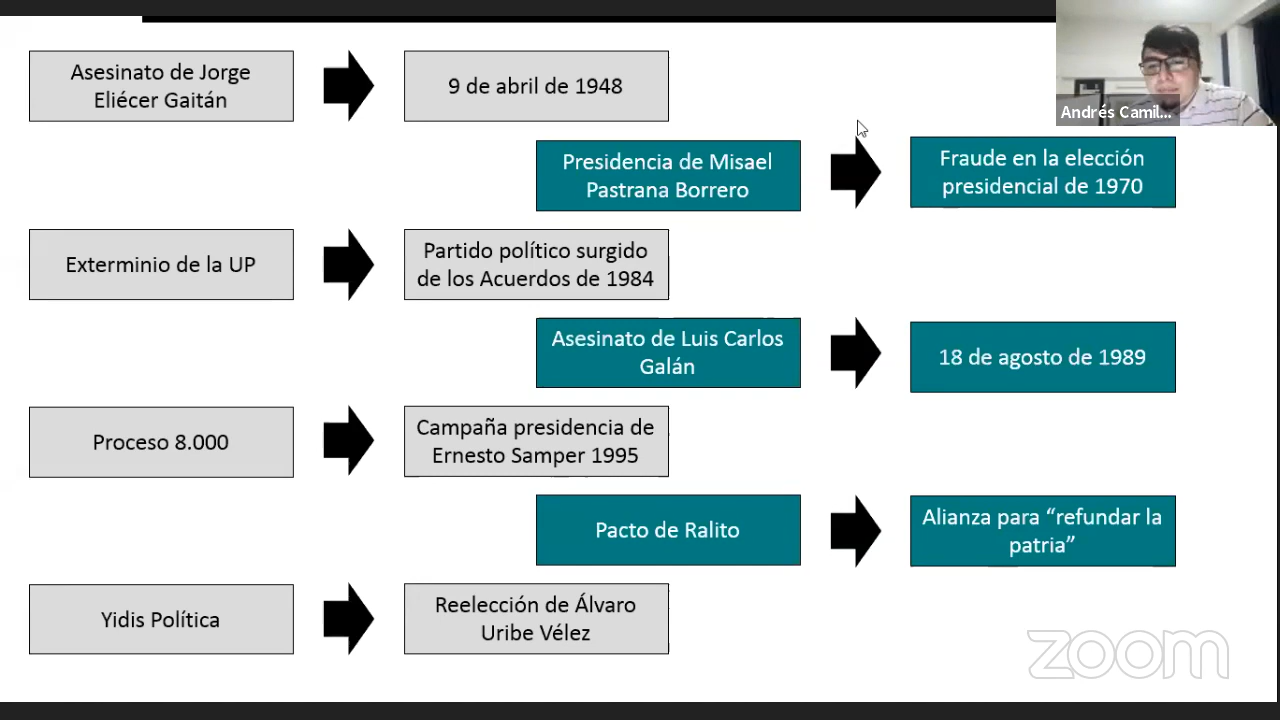 Asesinato de Jorge
Eliécer Gaitán
9 de abril de 1948
Andrés Camil...
Presidencia de Misael
Pastrana Borrero
Fraude en la elección
presidencial de 1970
Exterminio de la UP
Partido político surgido
de los Acuerdos de 1984
Asesinato de Luis Carlos
Galán
18 de agosto de 1989
Proceso 8.000
Campaña presidencia de
Ernesto Samper 1995
Pacto de Ralito
Alianza para “refundar la
patria”
Yidis Política
Reelección de Álvaro
Uribe Vélez
zoom